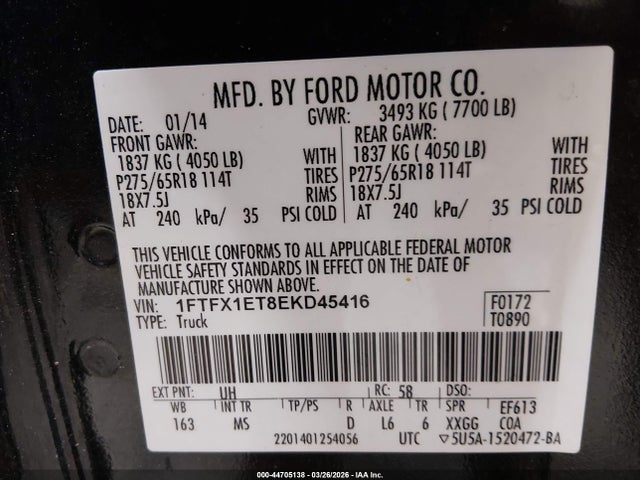 MFD. BY FORD MOTOR CO.
DATE: 01/14 GVWR: 3493 KG ( 7700 LB)
FRONT GAWR: REAR GAWR:
1837 KG ( 4050 LB) WITH 1837 KG ( 4050 LB) WITH
P275/65R18 114T TIRES P275/65R18 114T TIRES
18X7.5J RIMS 18X7.5J RIMS
AT 240 kPa/ 35 PSI COLD AT 240 kPa/ 35 PSI COLD
THIS VEHICLE CONFORMS TO ALL APPLICABLE FEDERAL MOTOR
VEHICLE SAFETY STANDARDS IN EFFECT ON THE DATE OF
MANUFACTURE SHOWN ABOVE.
VIN: 1FTFX1ET8EKD45416 F0172
TYPE: Truck T0890
EXT PNT: UH RC: 58 DSO:
WB INT TR TP/PS R AXLE TR SPR EF613
163 MS D L6 6 XXGG COA
2201401254056 UTC ▽5U5A-1520472-BA
000-44705138 - 03/26/2026 - IAAI Copart